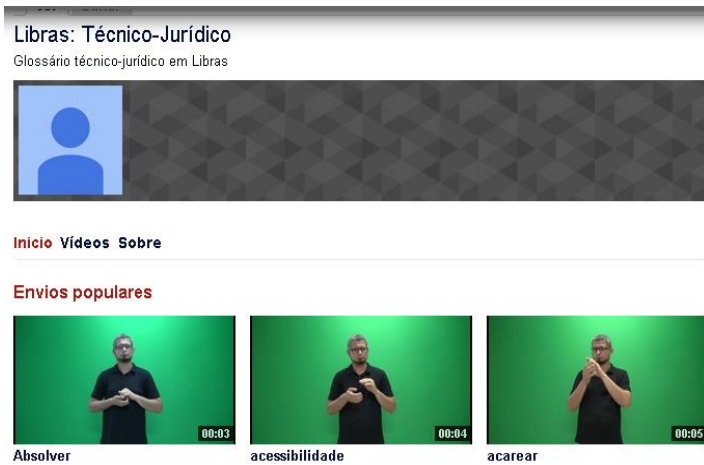 Libras: Técnico-Jurídico
Glossário técnico-jurídico em Libras
Inicio Vídeos Sobre
Envios populares
00:03 00:04 00:05
Absolver acessibilidade acarear